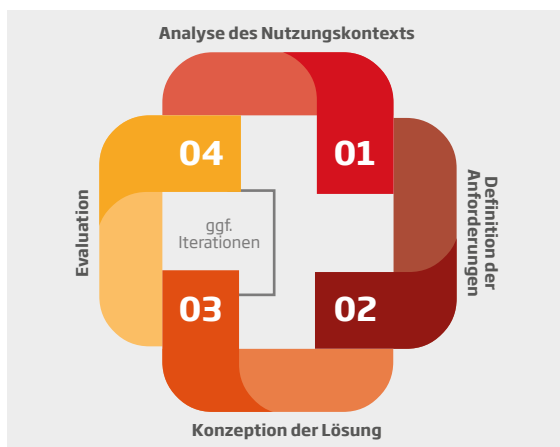 Analyse des Nutzungskontexts
01
Definition der
Anforderungen
02
Konzeption der Lösung
03
Evaluation
04
ggf.
Iterationen